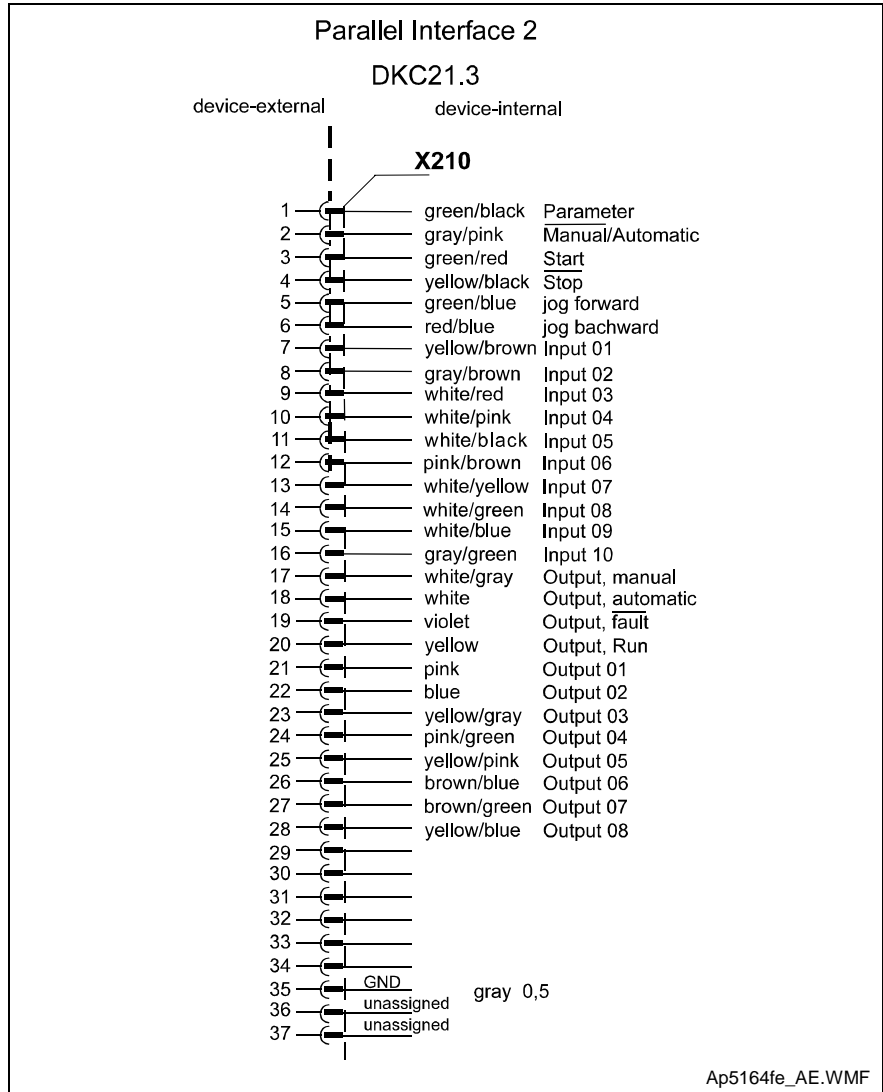 Parallel Interface 2
DKC21.3
device-external device-internal
X210
1 green/black Parameter
2 gray/pink Manual/Automatic
3 green/red Start
4 yellow/black Stop
5 green/blue jog forward
6 red/blue jog bachward
7 yellow/brown Input 01
8 gray/brown Input 02
9 white/red Input 03
10 white/pink Input 04
11 white/black Input 05
12 pink/brown Input 06
13 white/yellow Input 07
14 white/green Input 08
15 white/blue Input 09
16 gray/green Input 10
17 white/gray Output, manual
18 white Output, automatic
19 violet Output, fault
20 yellow Output, Run
21 pink Output 01
22 blue Output 02
23 yellow/gray Output 03
24 pink/green Output 04
25 yellow/pink Output 05
26 brown/blue Output 06
27 brown/green Output 07
28 yellow/blue Output 08
29
30
31
32
33
34
35 GND gray 0,5
36 unassigned
37 unassigned
Ap5164fe_AE.WMF